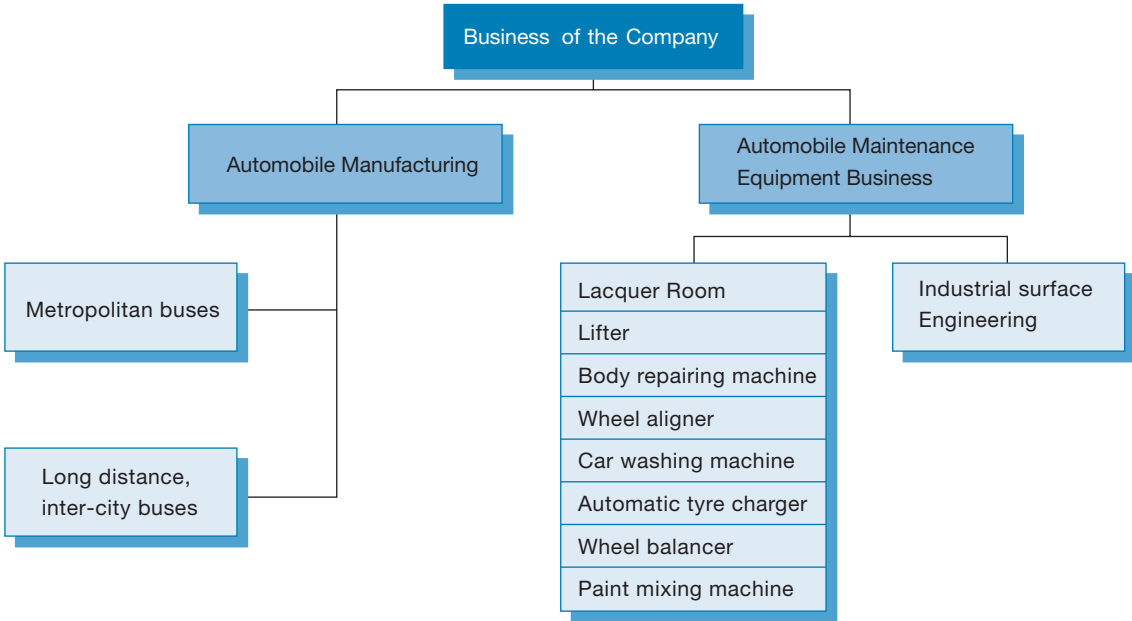 Business of the Company
Automobile Manufacturing
Automobile Maintenance
Equipment Business
Metropolitan buses
Long distance,
inter-city buses
Lacquer Room
Lifter
Body repairing machine
Wheel aligner
Car washing machine
Automatic tyre charger
Wheel balancer
Paint mixing machine
Industrial surface
Engineering